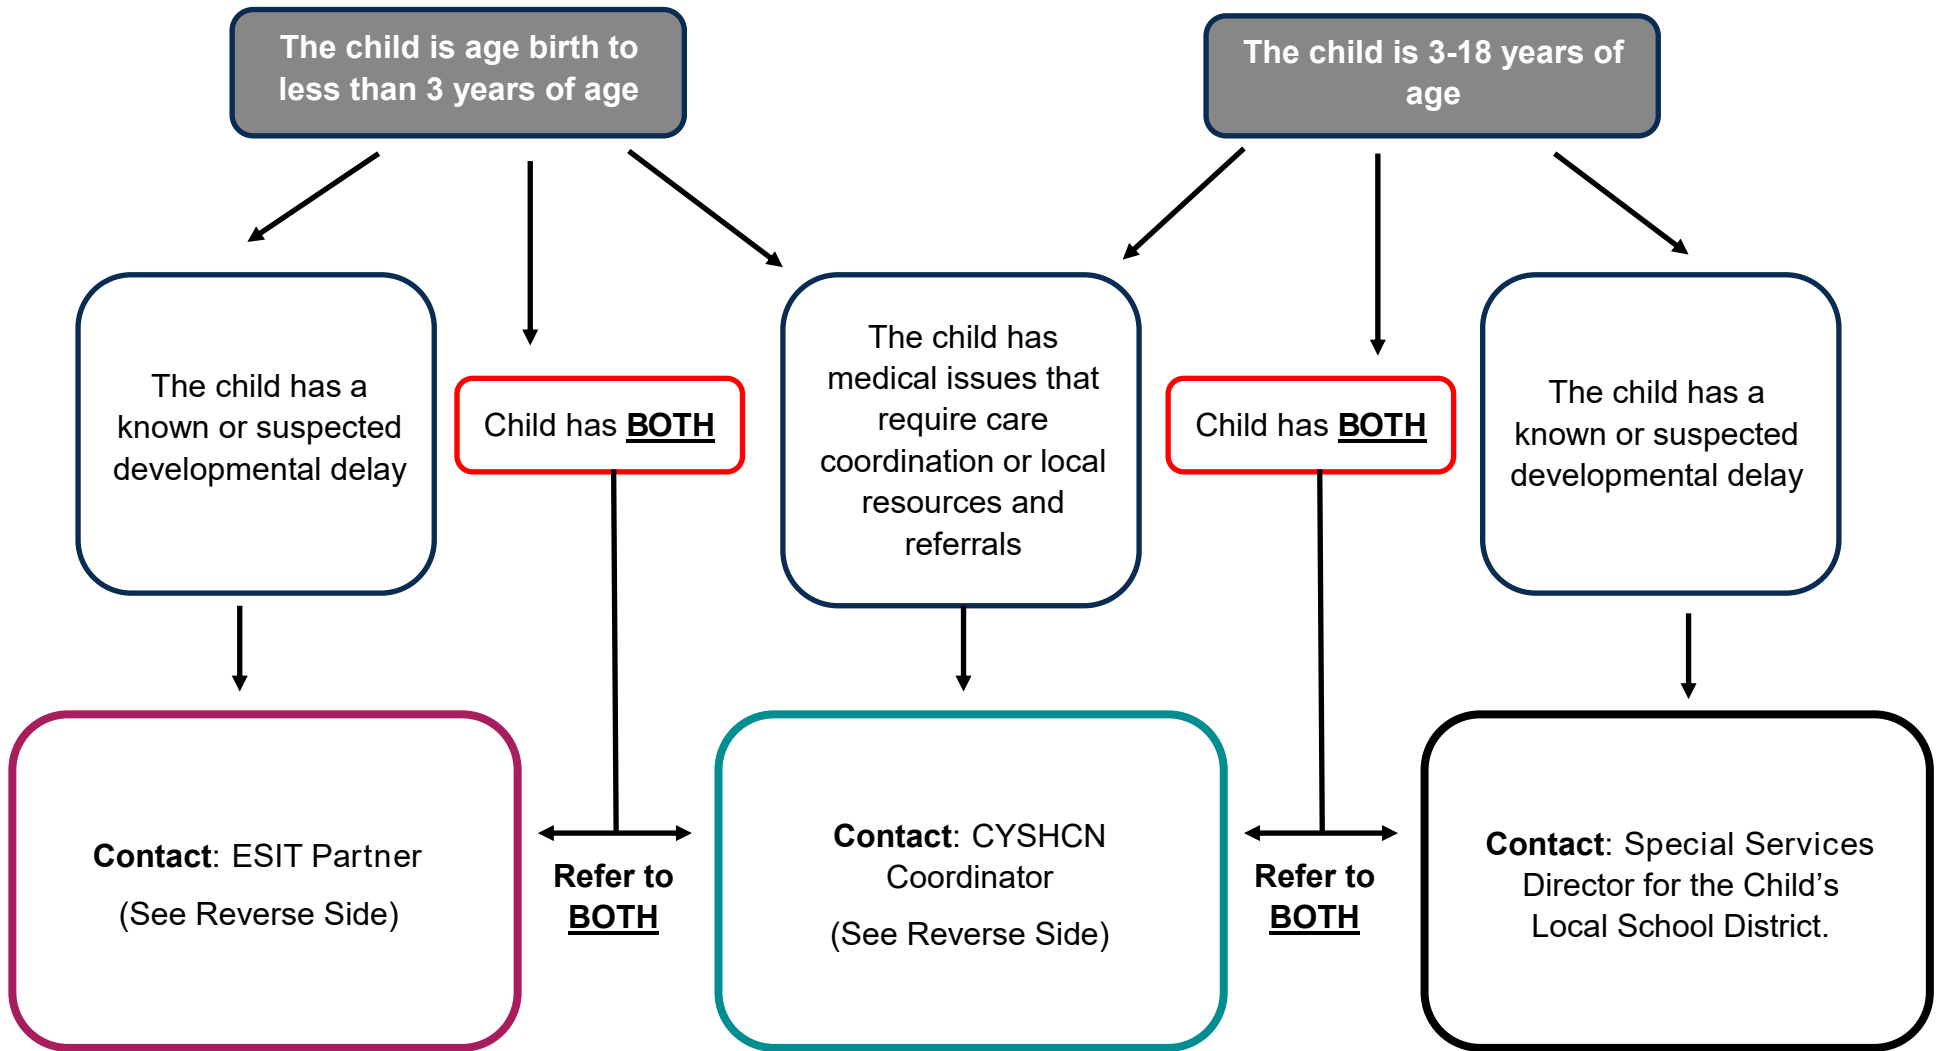 The child is age birth to
less than 3 years of age
The child is 3-18 years of
age
The child has a
known or suspected
developmental delay
Child has BOTH
The child has
medical issues that
require care
coordination or local
resources and
referrals
Child has BOTH
The child has a
known or suspected
developmental delay
Contact: ESIT Partner
(See Reverse Side)
Refer to
BOTH
Contact: CYSHCN
Coordinator
(See Reverse Side)
Refer to
BOTH
Contact: Special Services
Director for the Child’s
Local School District.